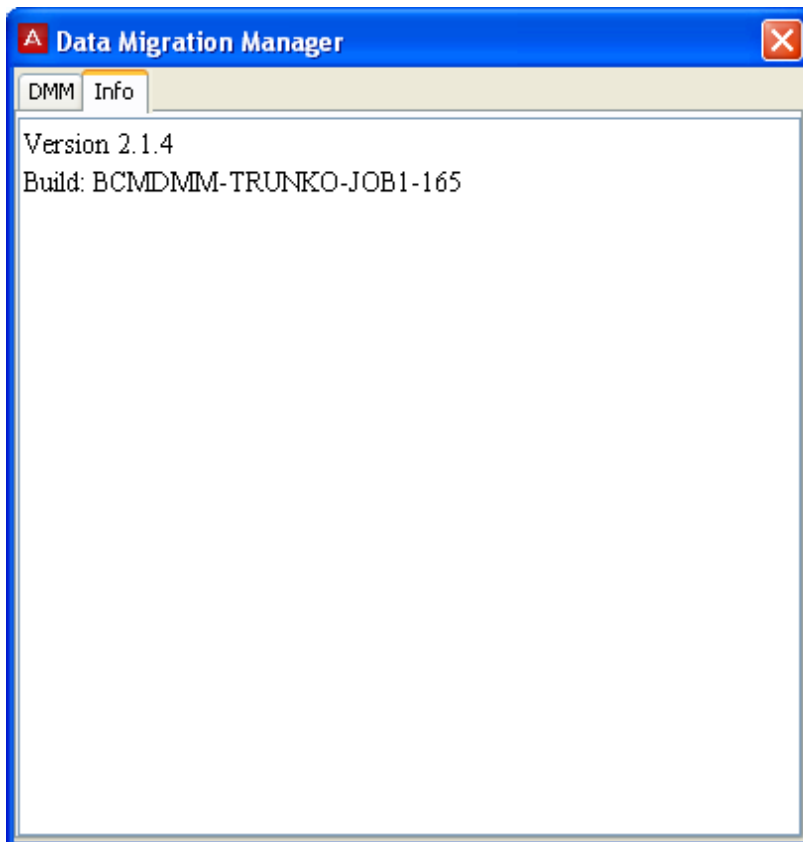 Data Migration Manager
DMM Info
Version 2.1.4
Build: BCMDMM-TRUNKO-JOB1-165